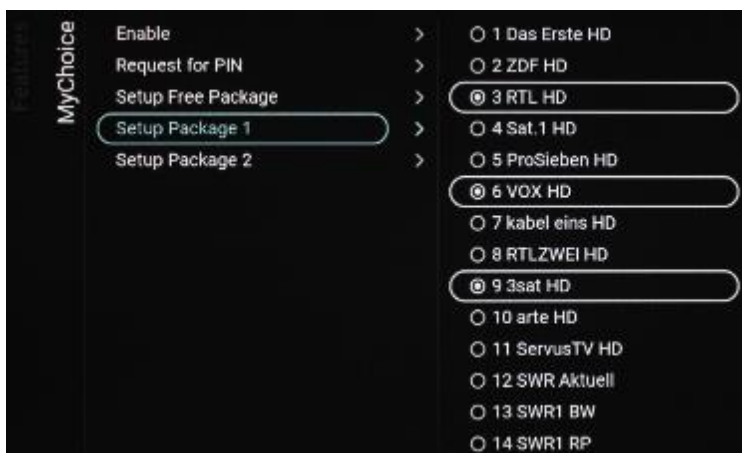 Features
MyChoice
Enable
Request for PIN
Setup Free Package
Setup Package 1
Setup Package 2
1 Das Erste HD
2 ZDF HD
3 RTL HD
4 Sat.1 HD
5 ProSieben HD
6 VOX HD
7 kabel eins HD
8 RTLZWEI HD
9 3sat HD
10 arte HD
11 ServusTV HD
12 SWR Aktuell
13 SWR1 BW
14 SWR1 RP